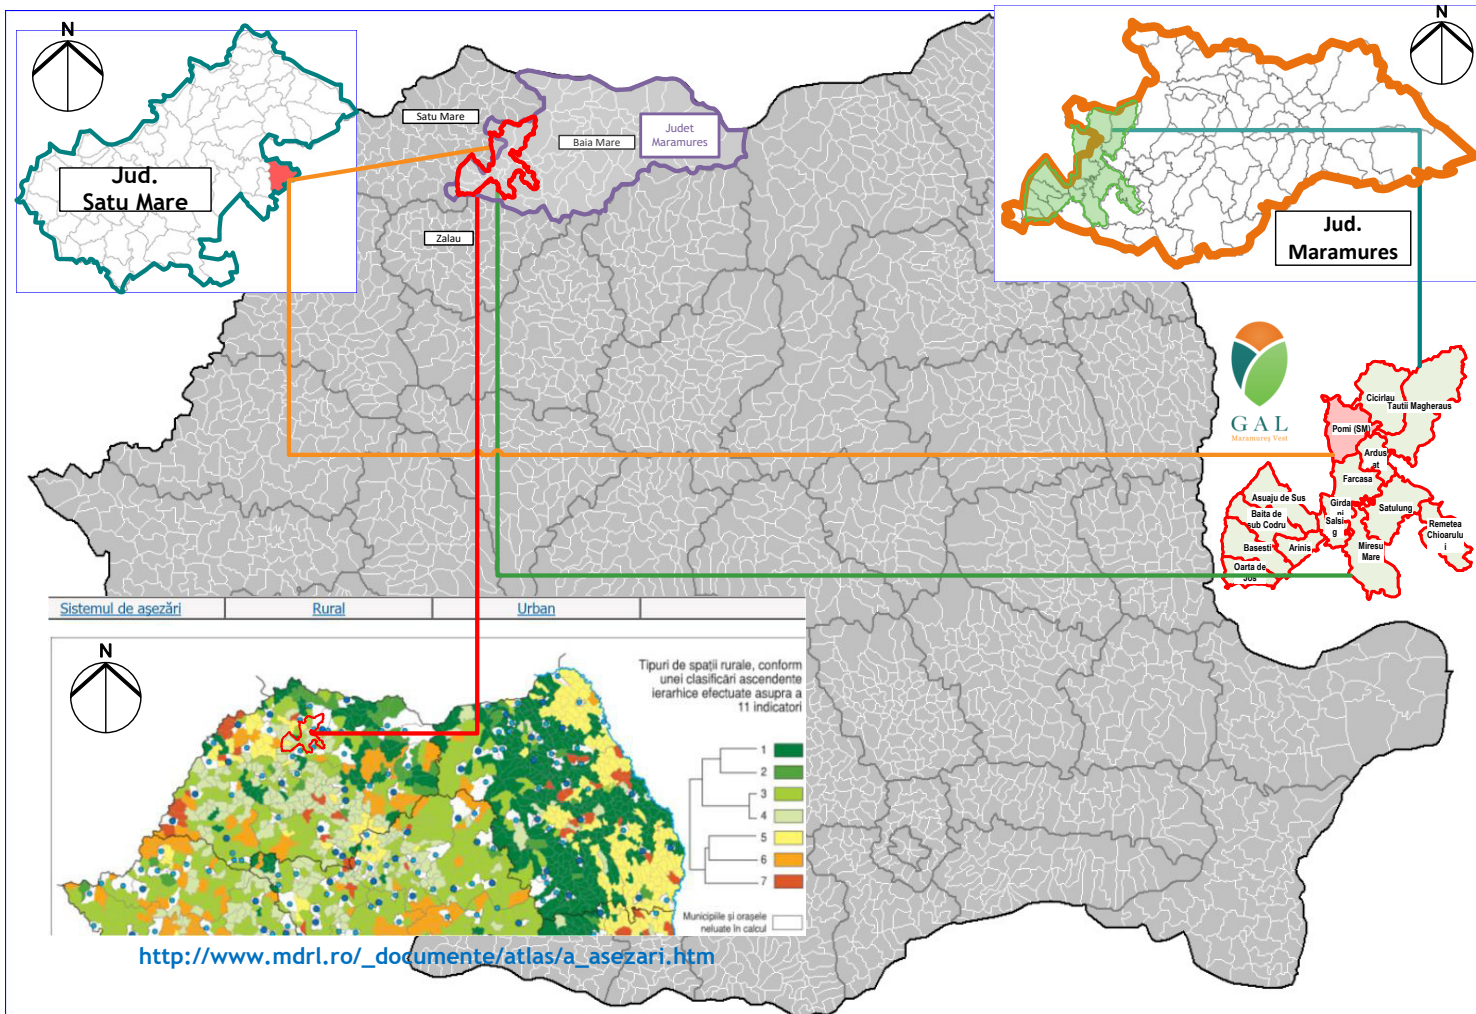 N
Jud.
Satu Mare
Satu Mare
Baia Mare
Judet
Maramures
Zalau
N
Jud.
Maramures
GAL
Maramureș Vest
Cicirlau
Tautii Magheraus
Pomi (SM)
Ardus
at
Farcasa
Asuaju de Sus
Baita de
sub Codru
Basesti
Oarta de
Jos
Arinis
Girda
ni
Salsi
g
Satulung
Miresu
Mare
Remetea
Chioarulu
i
Sistemul de așezări
Rural
Urban
N
Tipuri de spații rurale, conform
unei clasificări ascendente
ierarhice efectuate asupra a
11 indicatori
1
2
3
4
5
6
7
Municipiile și orașele
neluate în calcul
http://www.mdrl.ro/_documente/atlas/a_asezari.htm